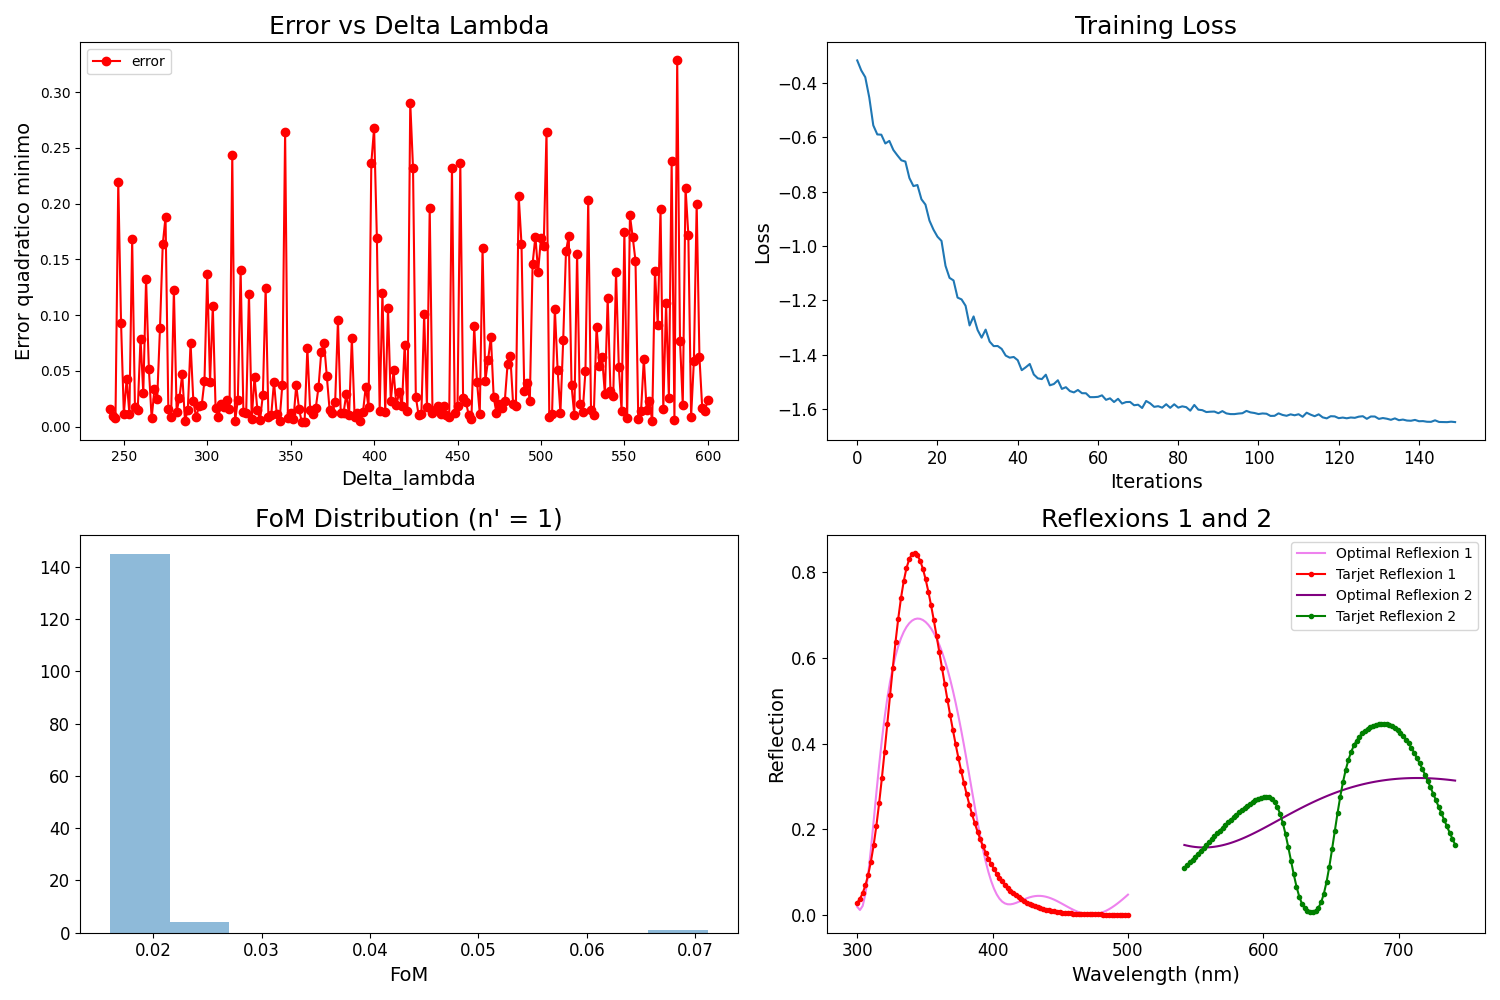 Error vs Delta Lambda
error
Error quadratico minimo
0.30
0.25
0.20
0.15
0.10
0.05
0.00
250 300 350 400 450 500 550 600
Delta_lambda
Training Loss
Loss
−0.4
−0.6
−0.8
−1.0
−1.2
−1.4
−1.6
0 20 40 60 80 100 120 140
Iterations
FoM Distribution (n' = 1)
140
120
100
80
60
40
20
0
0.02 0.03 0.04 0.05 0.06 0.07
FoM
Reflexions 1 and 2
Optimal Reflexion 1
Tarjet Reflexion 1
Optimal Reflexion 2
Tarjet Reflexion 2
Reflection
0.8
0.6
0.4
0.2
0.0
300 400 500 600 700
Wavelength (nm)